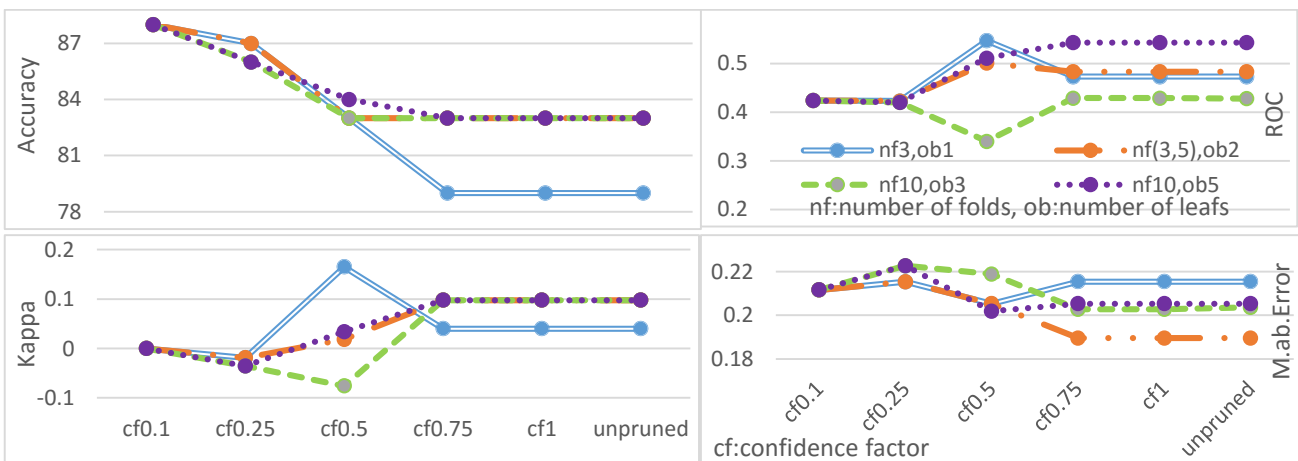 Accuracy
87
84
81
78
ROC
0.5
0.4
0.3
0.2
nf3,ob1
nf(3,5),ob2
nf10,ob3
nf10,ob5
nf:number of folds, ob:number of leafs
Kappa
0.2
0.1
0
-0.1
cf0.1 cf0.25 cf0.5 cf0.75 cf1 unpruned
M.ab.Error
0.22
0.2
0.18
cf0.1 cf0.25 cf0.5 cf0.75 cf1 unpruned
cf:confidence factor